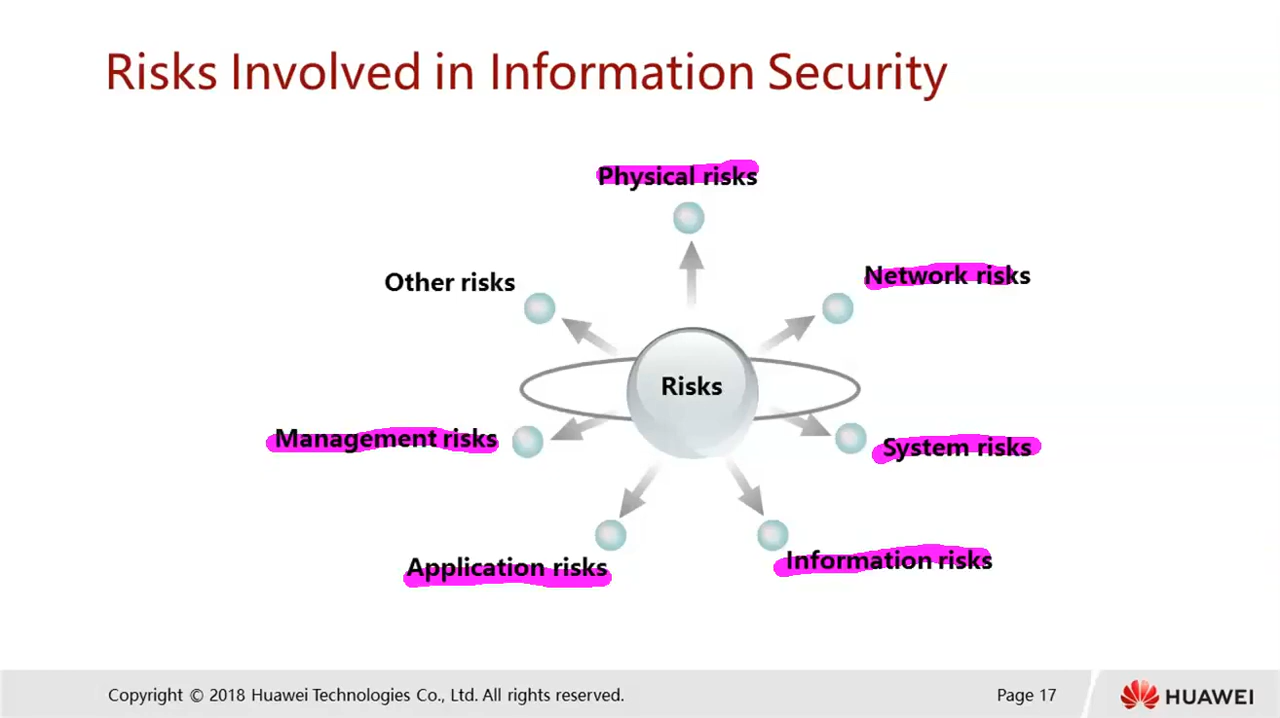 Risks Involved in Information Security
Physical risks
Other risks
Network risks
Risks
Management risks
System risks
Application risks
Information risks
Copyright © 2018 Huawei Technologies Co., Ltd. All rights reserved.
Page 17
HUAWEI